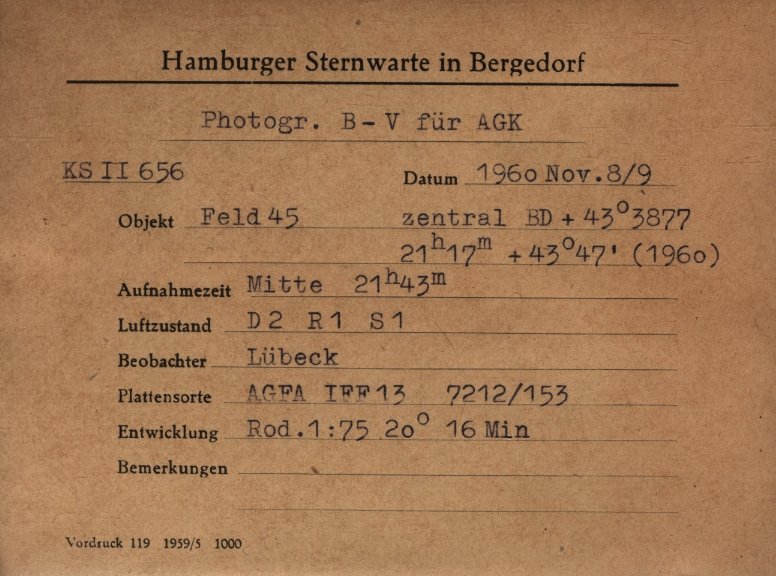 Hamburger Sternwarte in Bergedorf
Photogr. B-V für AGK
KS II 656 Datum 1960 Nov. 8/9
Objekt Feld 45 zentral BD + 43°3877
21ʰ17ᵐ + 43°47' (1960)
Aufnahmezeit Mitte 21ʰ43ᵐ
Luftzustand D2 R1 S1
Beobachter Lübeck
Plattensorte AGFA IFF13 7212/153
Entwicklung Rod.1:75 20° 16 Min
Bemerkungen
Vordruck 119 1959/5 1000